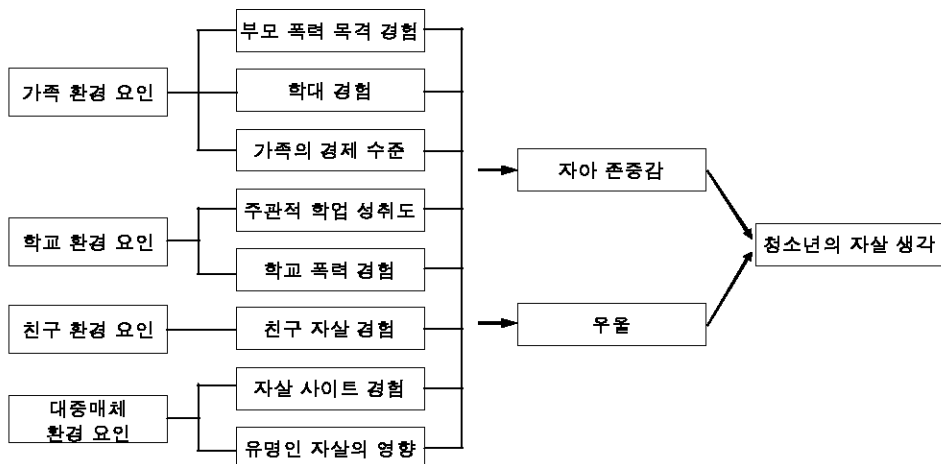 부모 폭력 목격 경험
가족 환경 요인
학대 경험
가족의 경제 수준
자아 존중감
주관적 학업 성취도
학교 환경 요인
학교 폭력 경험
청소년의 자살 생각
친구 환경 요인
친구 자살 경험
우울
자살 사이트 경험
대중매체
환경 요인
유명인 자살의 영향